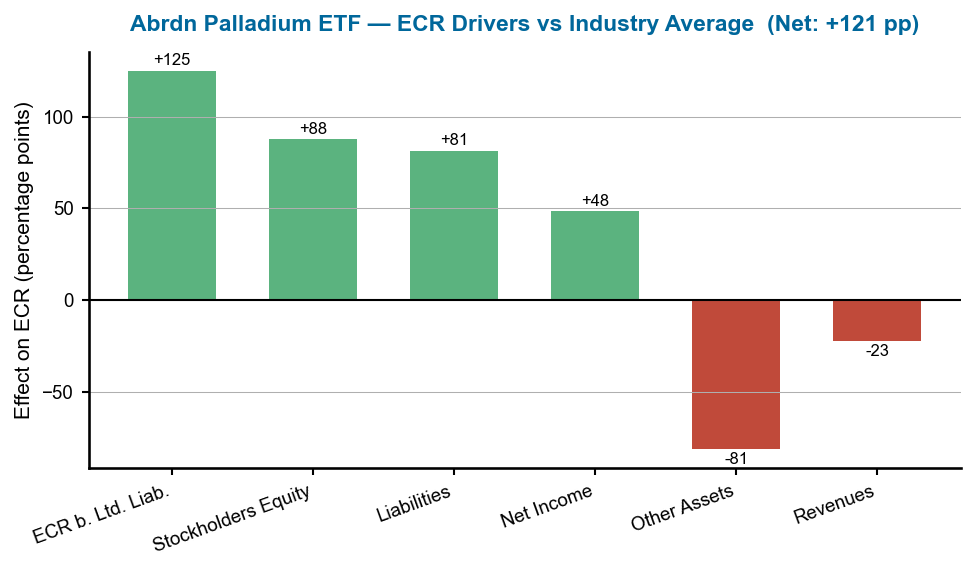 Abrdn Palladium ETF — ECR Drivers vs Industry Average (Net: +121 pp)
Effect on ECR (percentage points)
100
50
0
−50
+125
+88
+81
+48
-81
-23
ECR b. Ltd. Liab.
Stockholders Equity
Liabilities
Net Income
Other Assets
Revenues